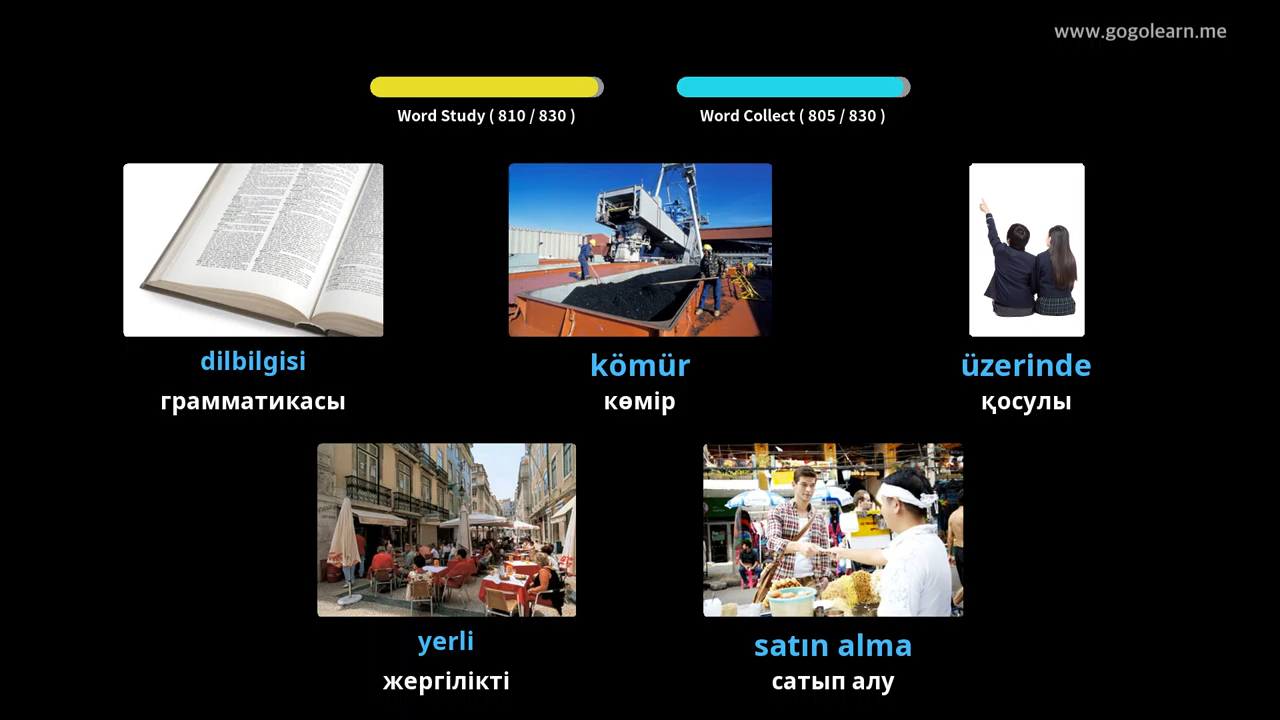 www.gogolearn.me
Word Study ( 810 / 830 )
Word Collect ( 805 / 830 )
dilbilgisi
грамматикасы
kömür
көмір
üzerinde
қосулы
yerli
жергілікті
satın alma
сатып алу